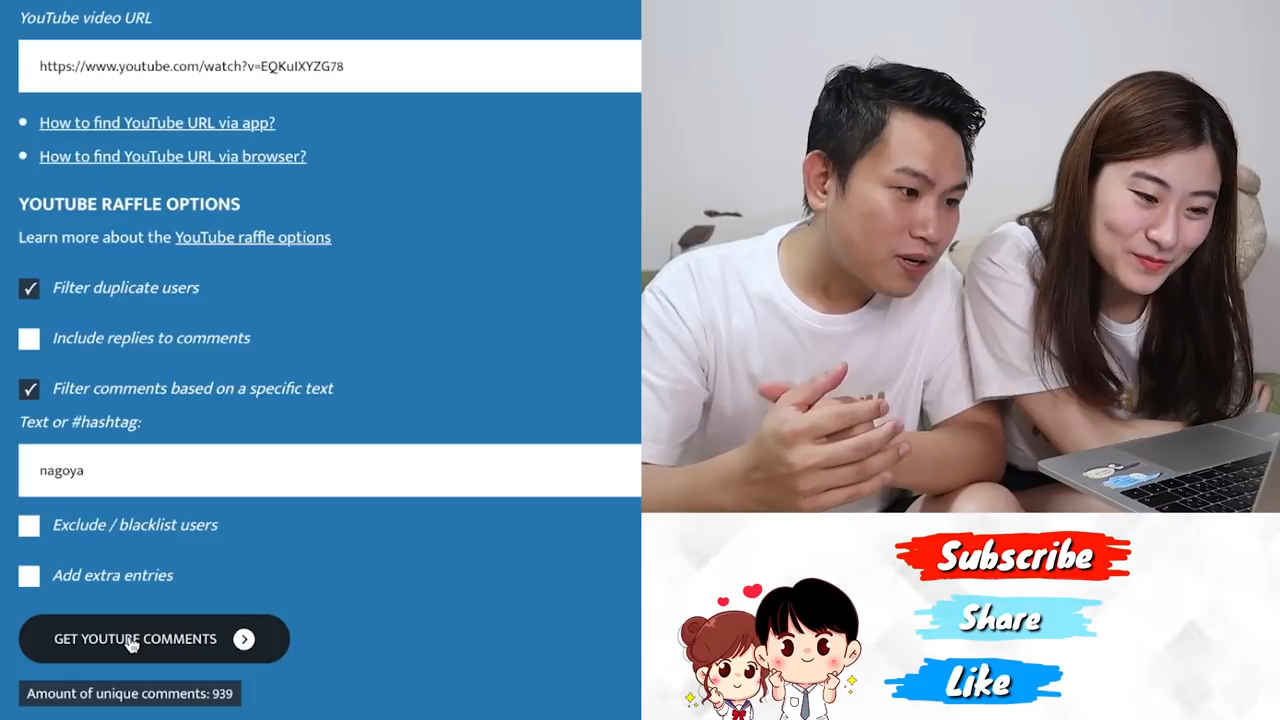 YouTube video URL
https://www.youtube.com/watch?v=EQKuIXYZG78
How to find YouTube URL via app?
How to find YouTube URL via browser?
YOUTUBE RAFFLE OPTIONS
Learn more about the YouTube raffle options
Filter duplicate users
Include replies to comments
Filter comments based on a specific text
Text or #hashtag:
nagoya
Exclude / blacklist users
Add extra entries
GET YOUTUBE COMMENTS
Amount of unique comments: 939
Subscribe
Share
Like